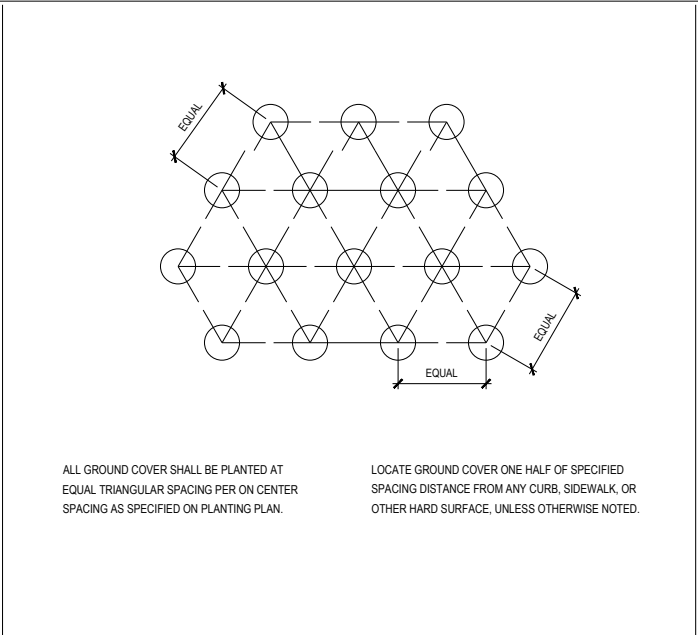 EQUAL
EQUAL
EQUAL
ALL GROUND COVER SHALL BE PLANTED AT
EQUAL TRIANGULAR SPACING PER ON CENTER
SPACING AS SPECIFIED ON PLANTING PLAN.
LOCATE GROUND COVER ONE HALF OF SPECIFIED
SPACING DISTANCE FROM ANY CURB, SIDEWALK, OR
OTHER HARD SURFACE, UNLESS OTHERWISE NOTED.